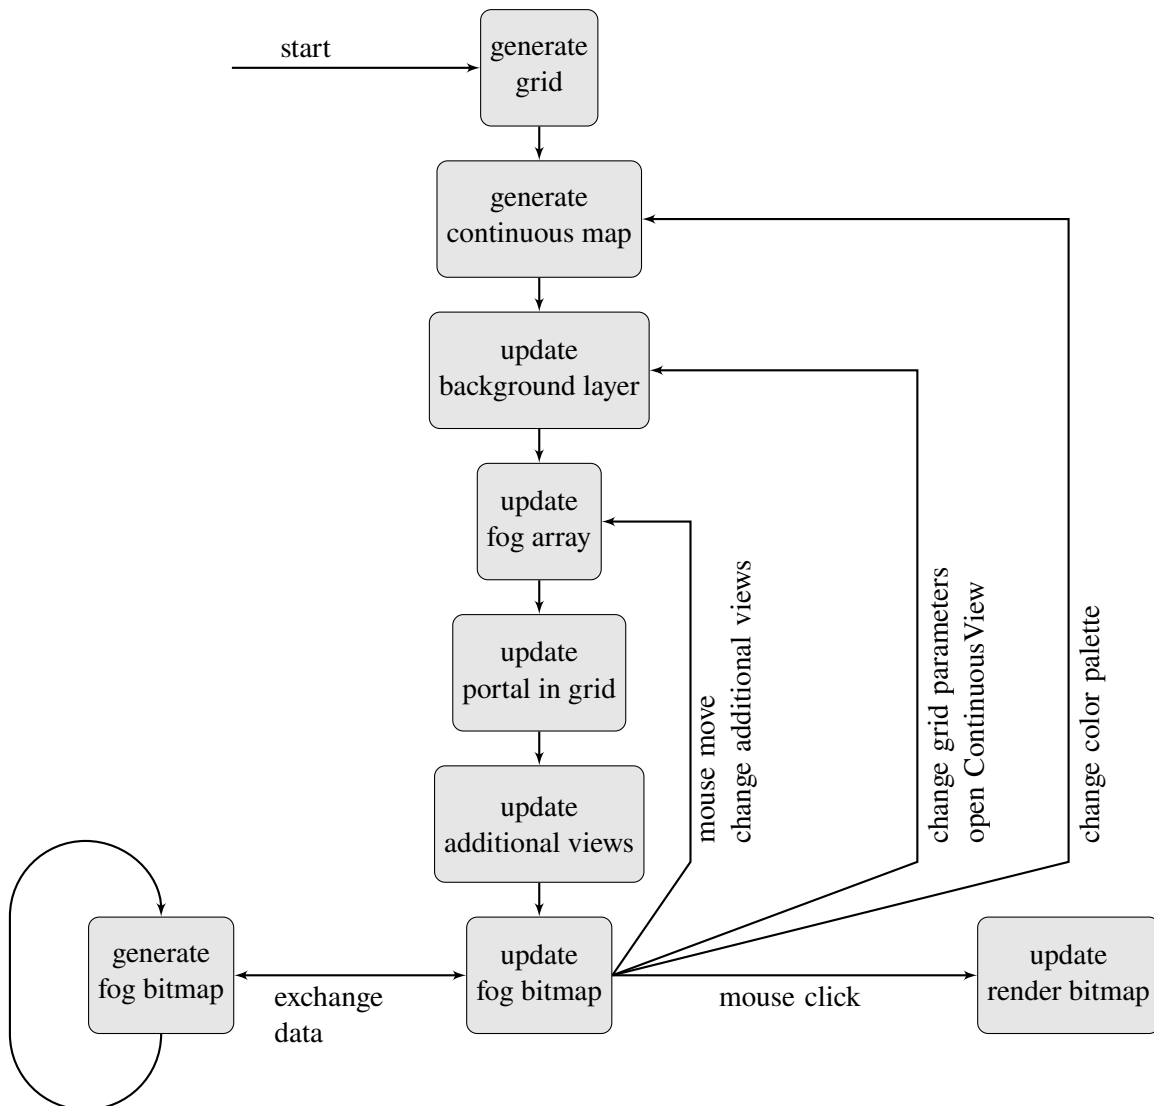 start
generate
grid
generate
continuous map
update
background layer
update
fog array
update
portal in grid
update
additional views
mouse move
change additional views
change grid parameters
open ContinuousView
change color palette
generate
fog bitmap
exchange
data
update
fog bitmap
mouse click
update
render bitmap